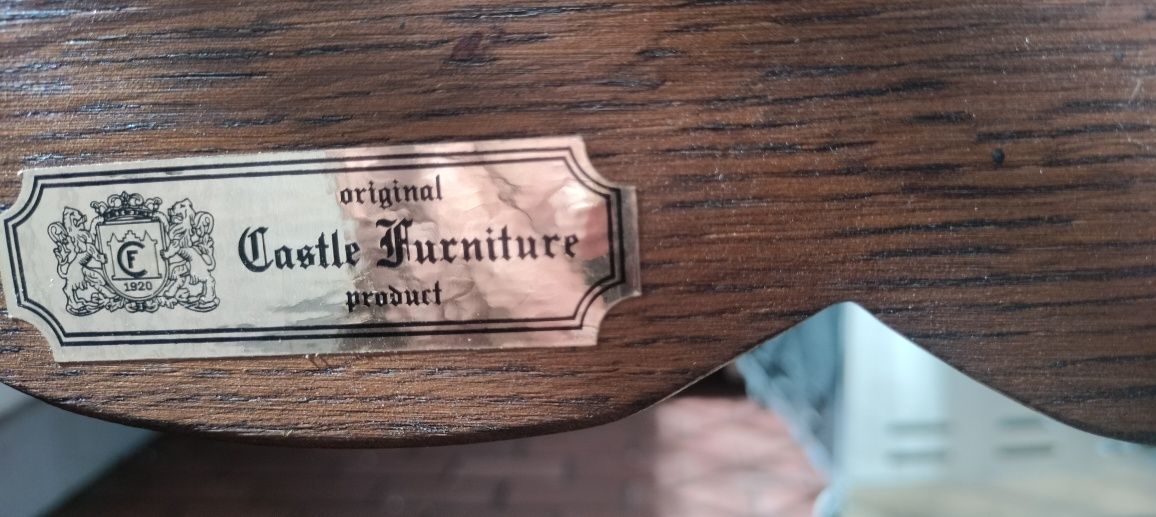 original
Castle Furniture
product
CF
1920